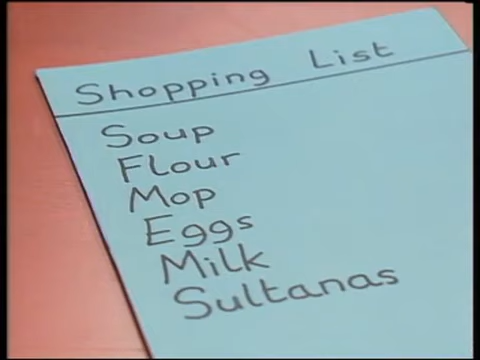 Shopping List
Soup
Flour
Mop
Eggs
Milk
Sultanas